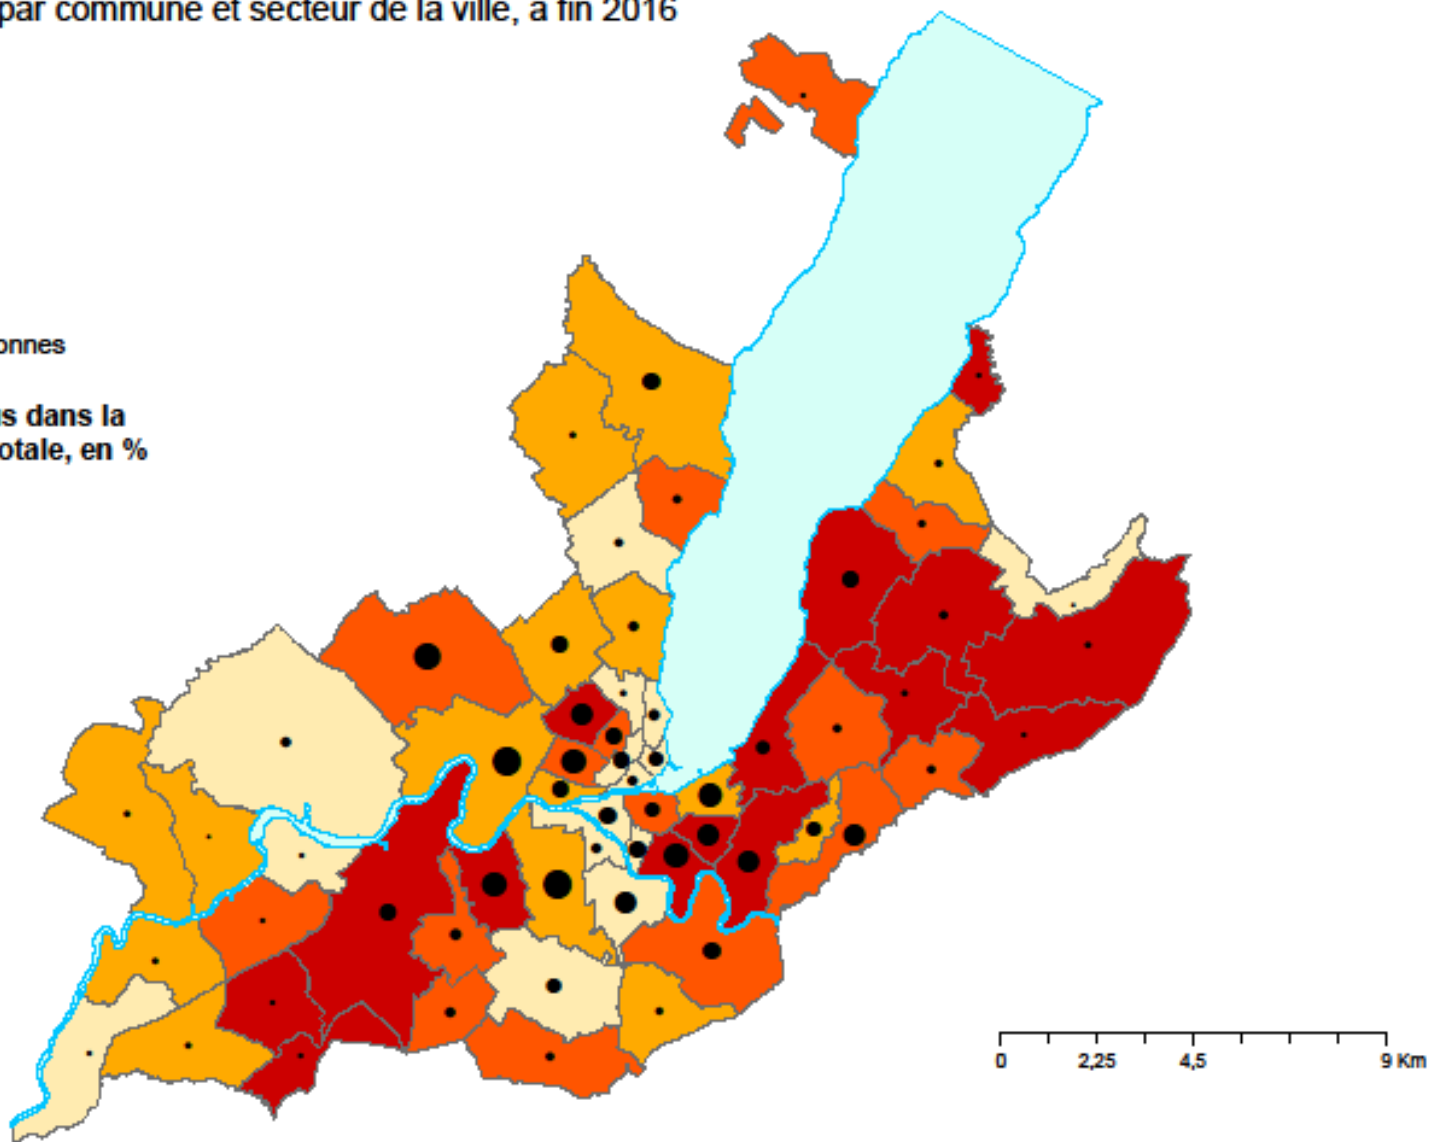 par commune et secteur de la ville, à fin 2016
onnes
s dans la
otale, en %
0 2,25 4,5 9 Km